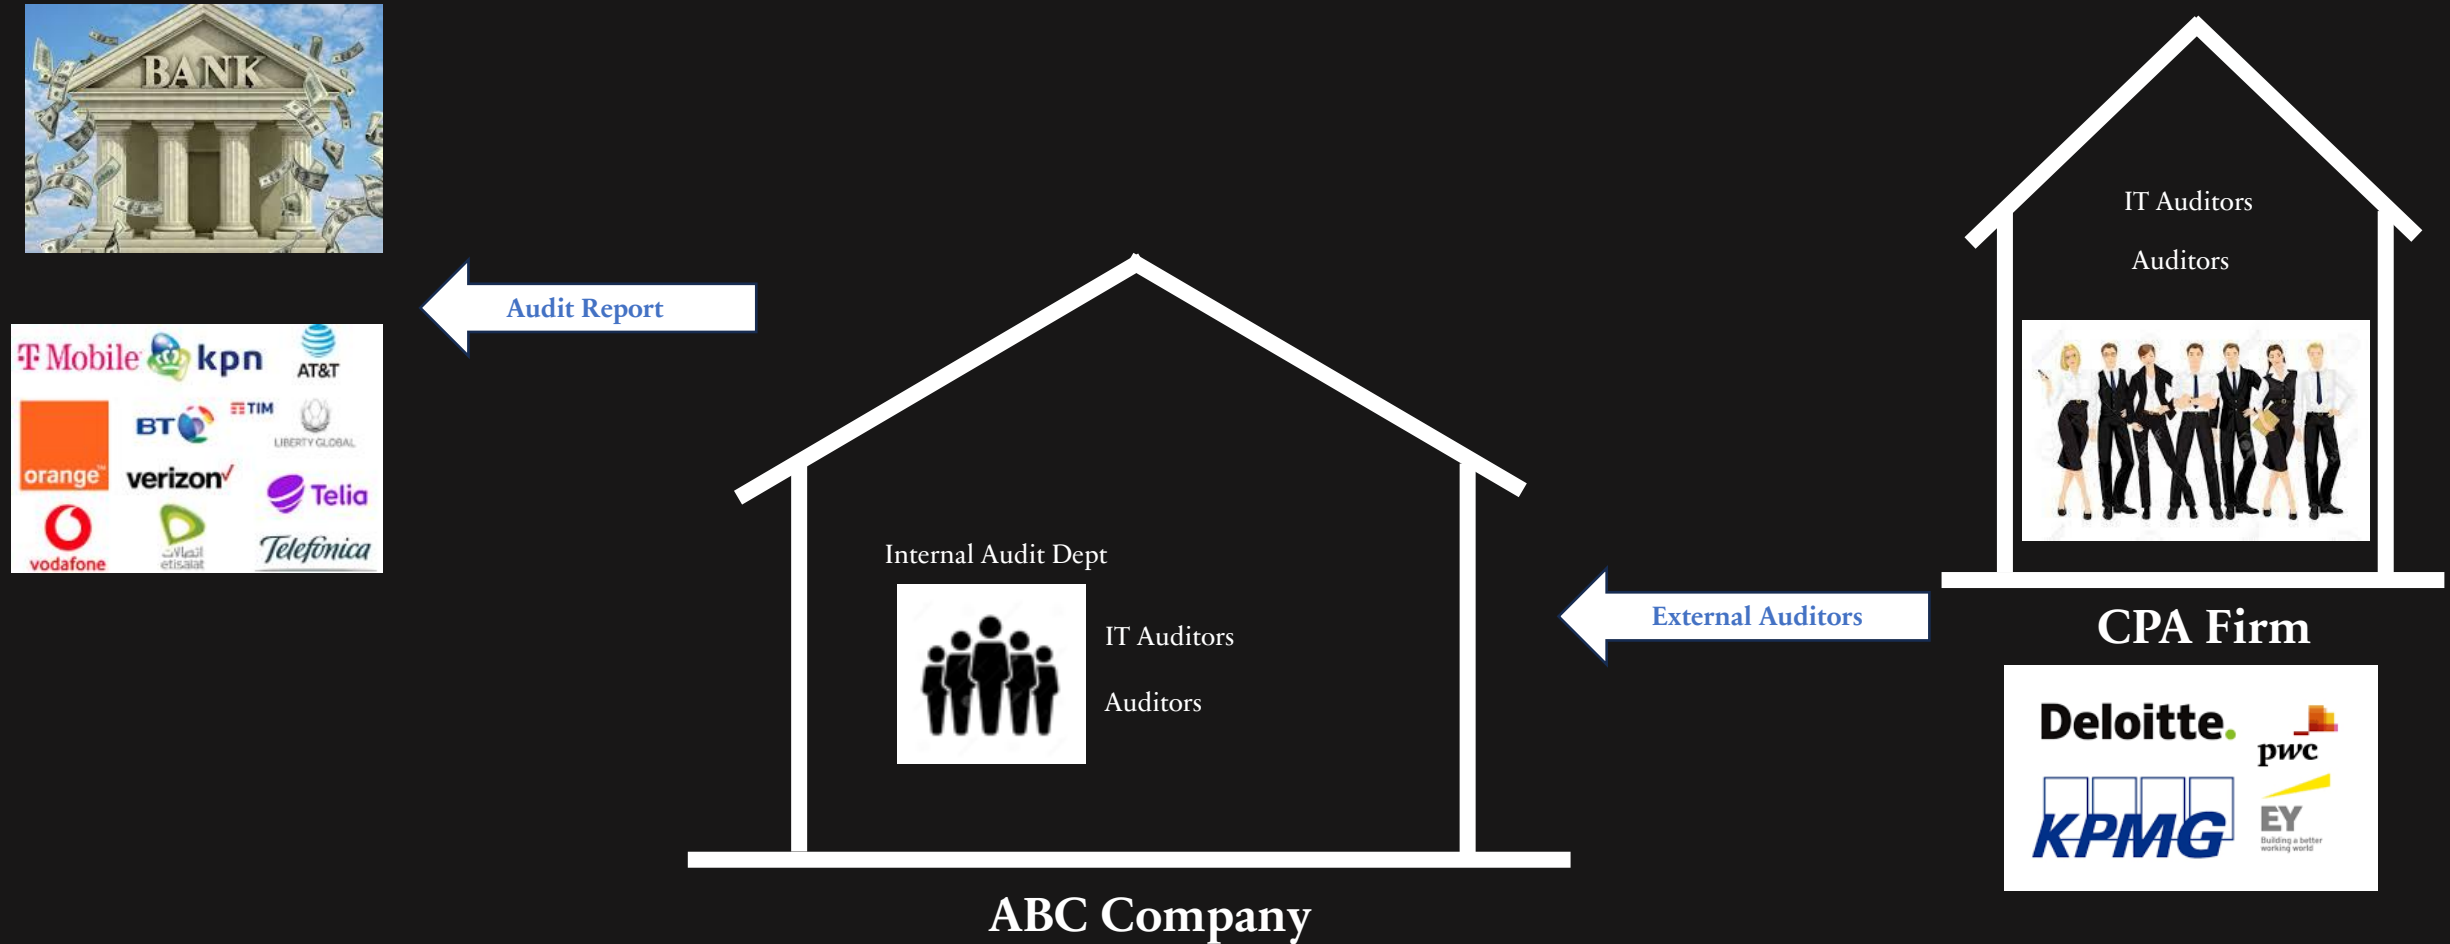 BANK
Audit Report
T Mobile
kpn
AT&T
orange™
BT
TIM
LIBERTY GLOBAL
verizon
Telia
vodafone
اتصالات
etisalat
Telefónica
Internal Audit Dept
IT Auditors
Auditors
ABC Company
External Auditors
IT Auditors
Auditors
CPA Firm
Deloitte.
pwc
KPMG
EY
Building a better
working world